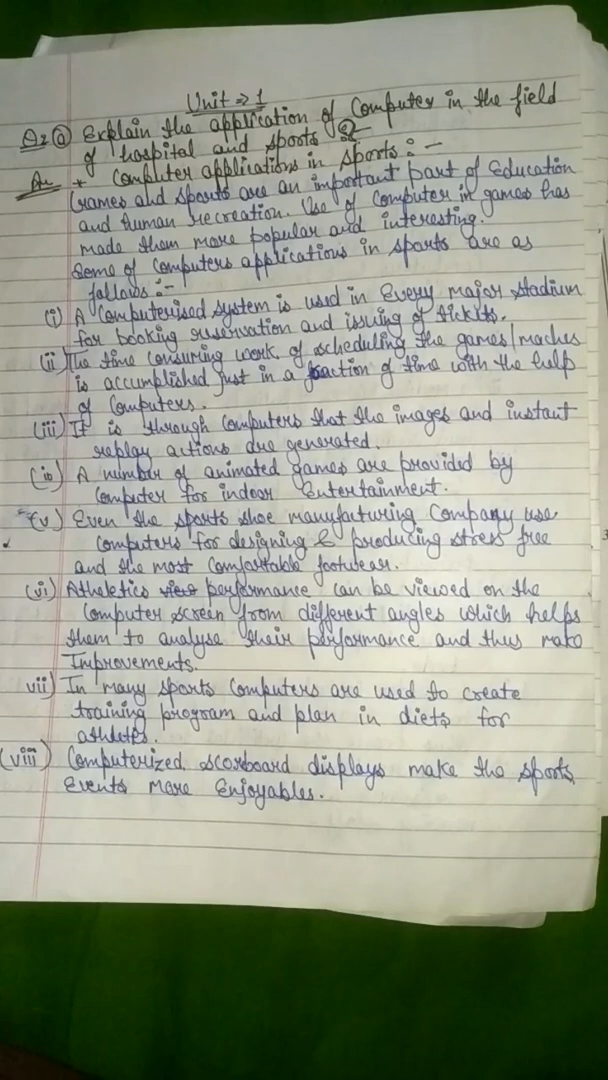 Unit ⇒ 1
Q2 (a) Explain the application of Computer in the field
of hospital and sports ?
Ans * Computer applications in sports :-
Games and sports are an important part of Education
and human recreation. Use of Computer in games has
made them more popular and interesting.
Some of Computers applications in sports are as
follows :-
(i) A Computerised system is used in Every major stadium
for booking reservation and issuing of tickits.
(ii) The time consuming work of scheduling the games/maches
is accomplished just in a fraction of time with the help
of Computers.
(iii) It is through Computers that the images and instant
replay actions are generated.
(iv) A number of animated games are provided by
Computer for indoor Entertainment.
(v) Even the sports shoe manufacturing Company use
Computers for designing & producing stress free
and the most Comfortable footwear.
(vi) Atheletics view performance can be viewed on the
Computer screen from different angles which helps
them to analyse their performance and thus make
Improvements.
vii) In many sports Computers are used to create
training program and plan in diets for
athletes.
(viii) Computerized scorboard displays make the sports
Events more Enjoyables.